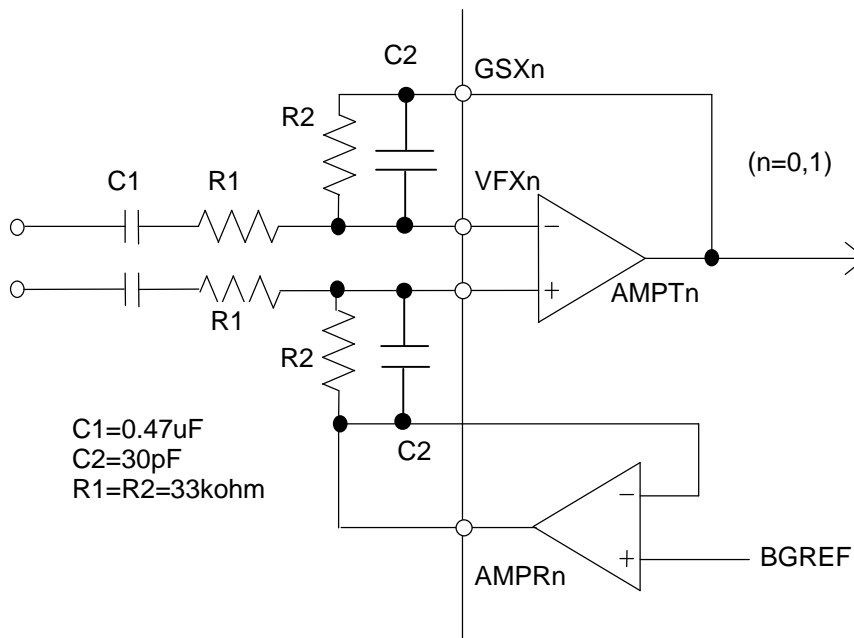 C2
GSXn
R2
(n=0,1)
C1
R1
VFXn
−
+
AMPTn
R1
R2
C1=0.47uF
C2=30pF
R1=R2=33kohm
C2
−
+
BGREF
AMPRn